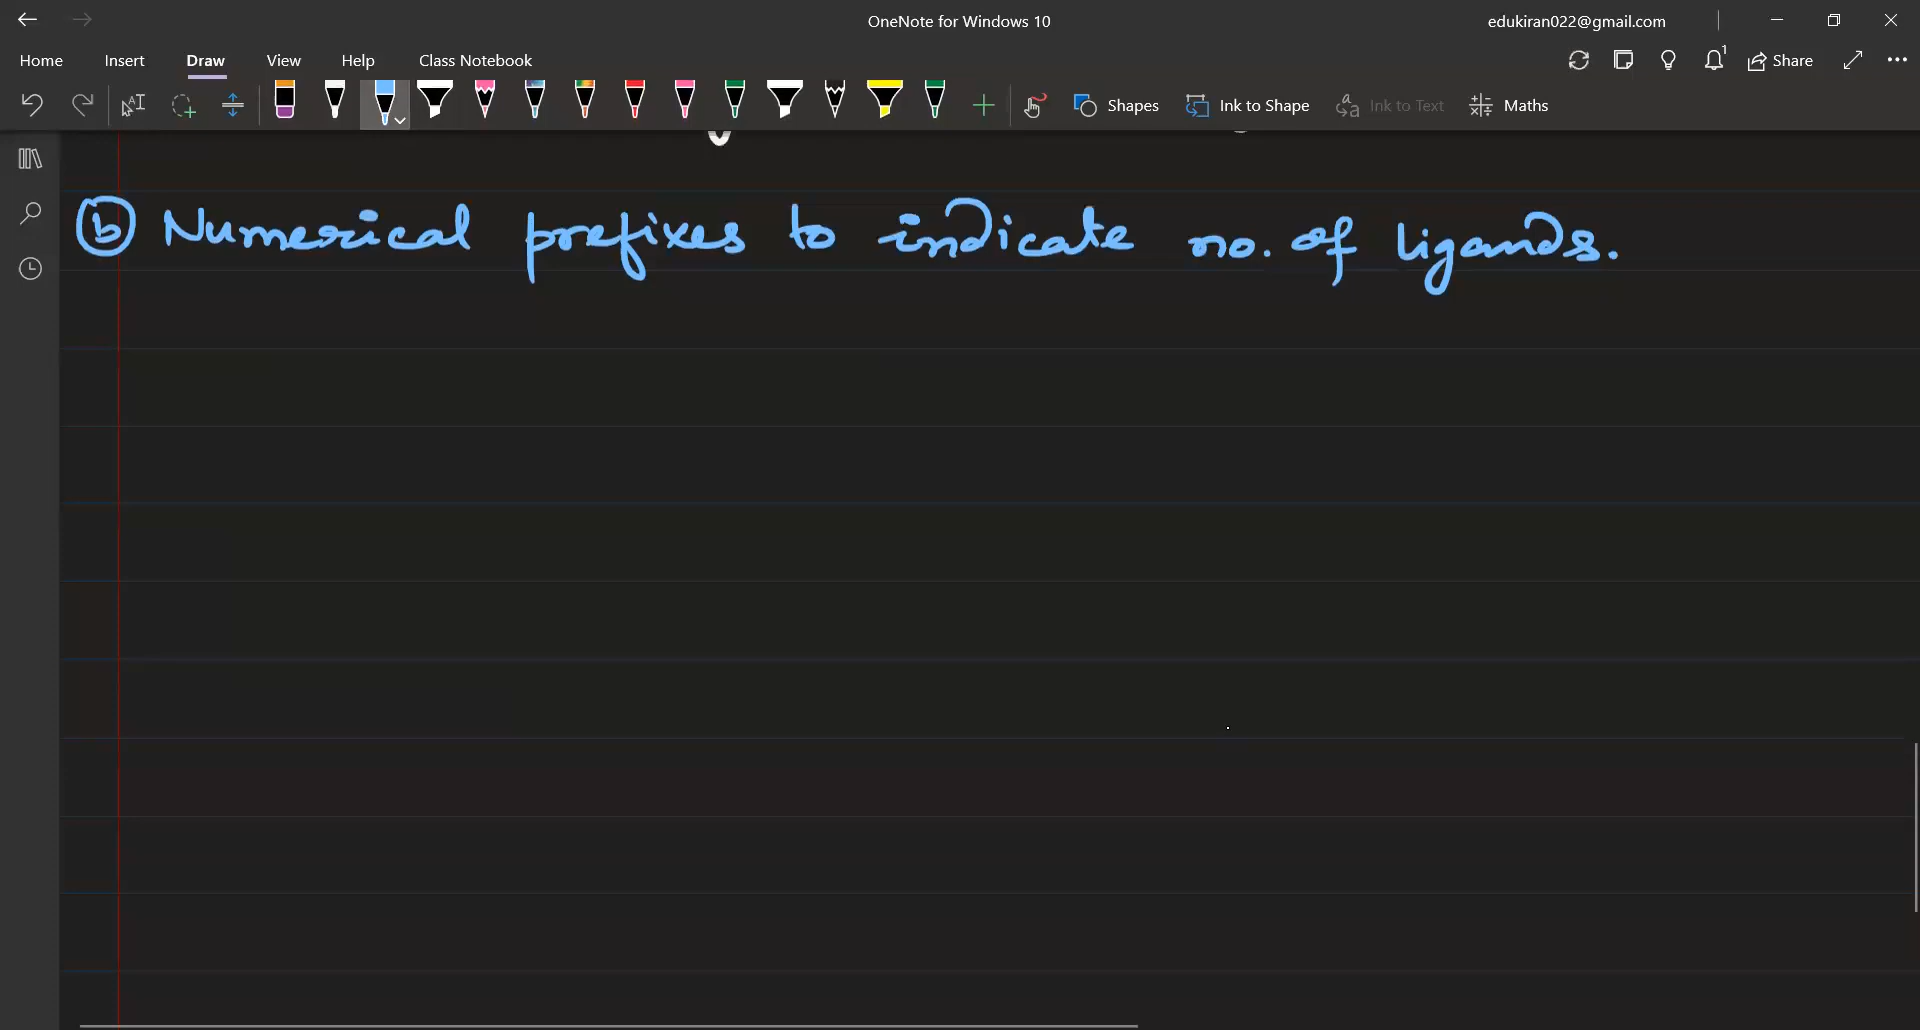 OneNote for Windows 10
edukiran022@gmail.com
Home Insert Draw View Help Class Notebook
1
Share
Shapes Ink to Shape Ink to Text Maths
b Numerical prefixes to indicate no. of ligands.